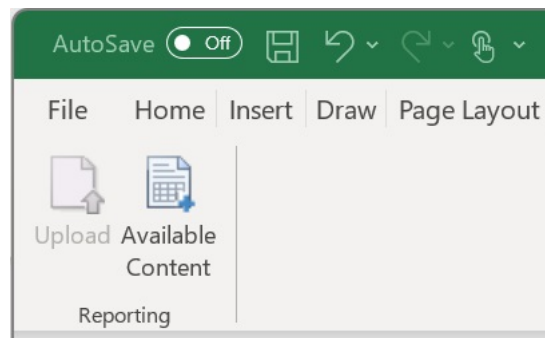 AutoSave Off
File Home Insert Draw Page Layout
Upload Available
Content
Reporting